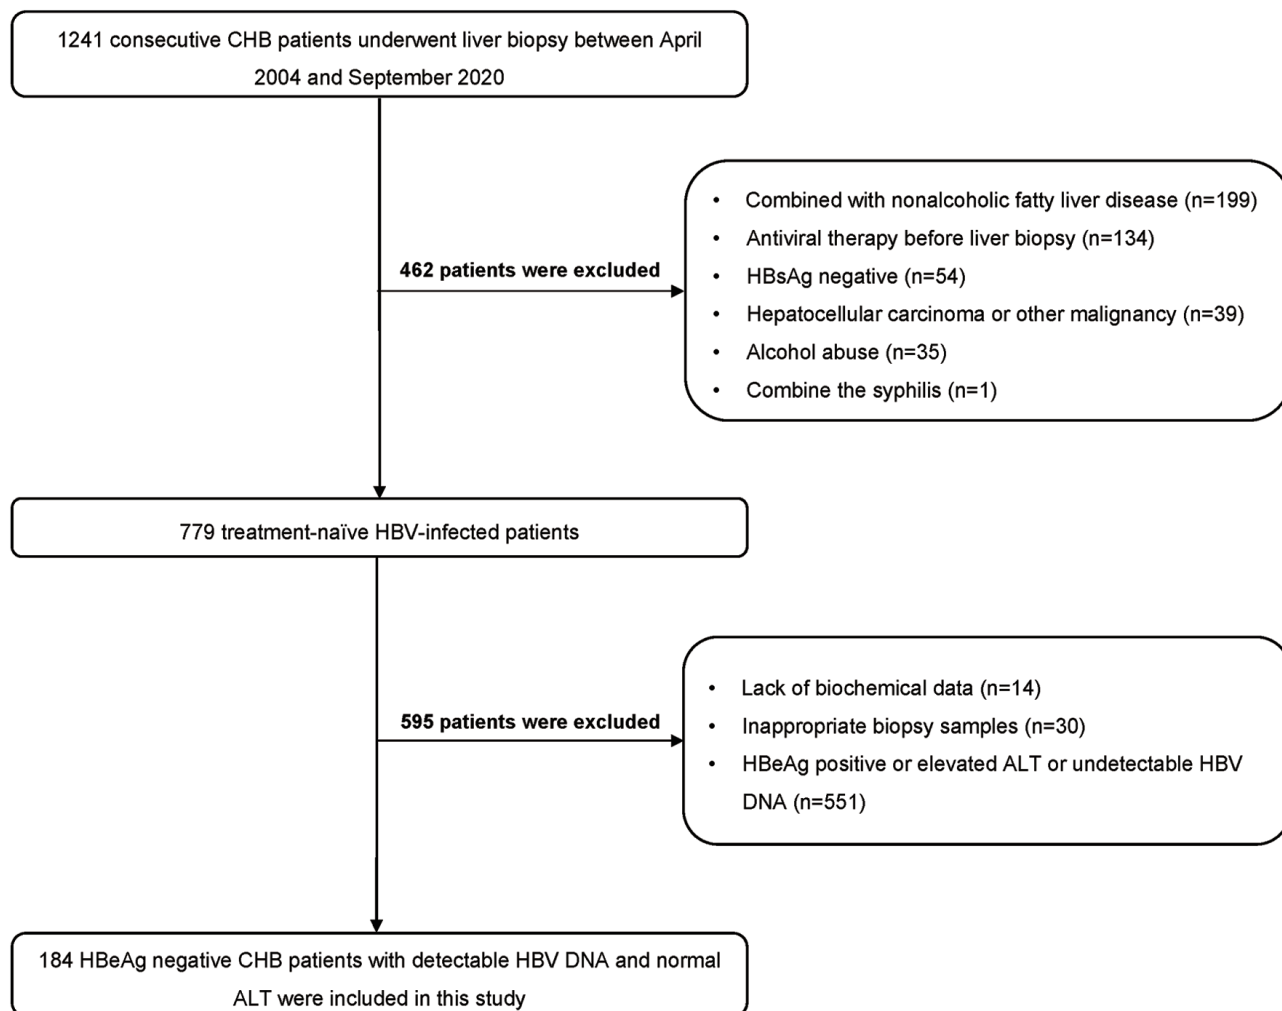 1241 consecutive CHB patients underwent liver biopsy between April
2004 and September 2020
462 patients were excluded
• Combined with nonalcoholic fatty liver disease (n=199)
• Antiviral therapy before liver biopsy (n=134)
• HBsAg negative (n=54)
• Hepatocellular carcinoma or other malignancy (n=39)
• Alcohol abuse (n=35)
• Combine the syphilis (n=1)
779 treatment-naïve HBV-infected patients
595 patients were excluded
• Lack of biochemical data (n=14)
• Inappropriate biopsy samples (n=30)
• HBeAg positive or elevated ALT or undetectable HBV
DNA (n=551)
184 HBeAg negative CHB patients with detectable HBV DNA and normal
ALT were included in this study